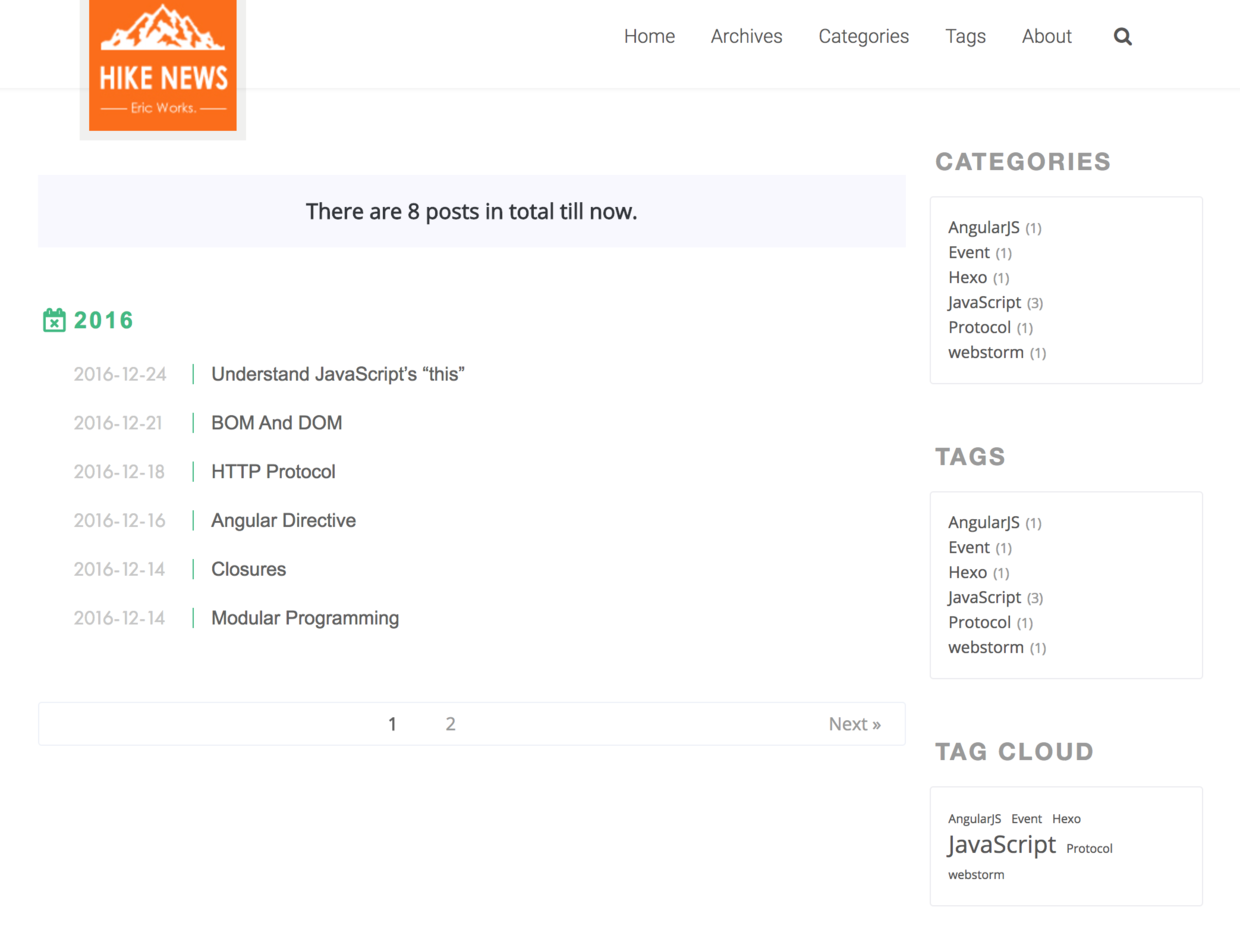 HIKE NEWS
Eric Works.
Home Archives Categories Tags About
There are 8 posts in total till now.
2016
2016-12-24 Understand JavaScript’s “this”
2016-12-21 BOM And DOM
2016-12-18 HTTP Protocol
2016-12-16 Angular Directive
2016-12-14 Closures
2016-12-14 Modular Programming
1 2 Next »
CATEGORIES
AngularJS (1)
Event (1)
Hexo (1)
JavaScript (3)
Protocol (1)
webstorm (1)
TAGS
AngularJS (1)
Event (1)
Hexo (1)
JavaScript (3)
Protocol (1)
webstorm (1)
TAG CLOUD
AngularJS Event Hexo
JavaScript Protocol
webstorm